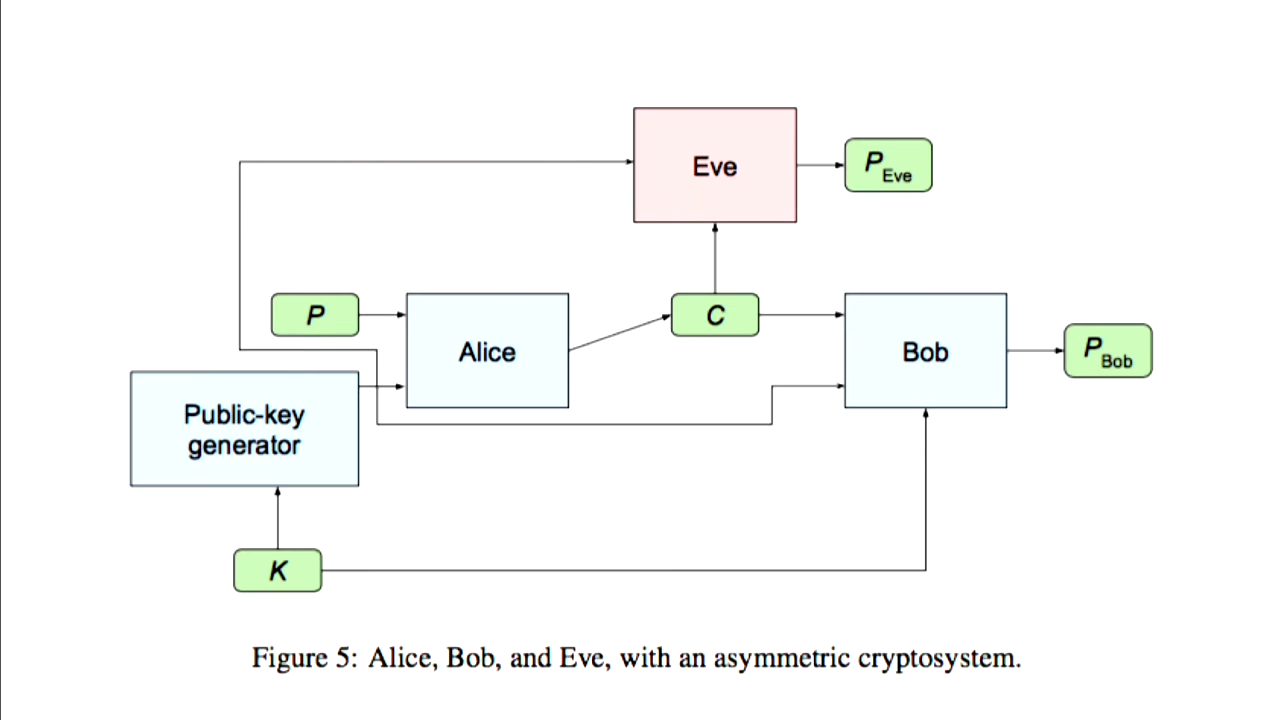 Eve
P Eve
P
Alice
C
Bob
P Bob
Public-key
generator
K
Figure 5: Alice, Bob, and Eve, with an asymmetric cryptosystem.